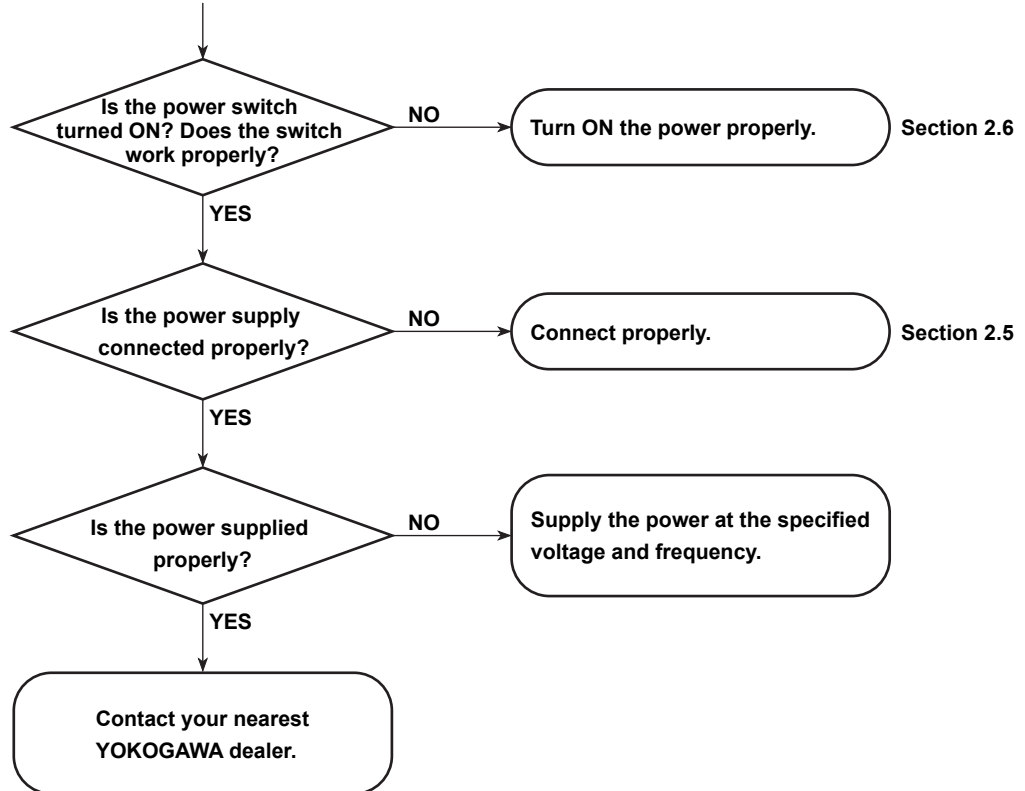 Is the power switch
turned ON? Does the switch
work properly?
NO
Turn ON the power properly.
Section 2.6
YES
Is the power supply
connected properly?
NO
Connect properly.
Section 2.5
YES
Is the power supplied
properly?
NO
Supply the power at the specified
voltage and frequency.
YES
Contact your nearest
YOKOGAWA dealer.